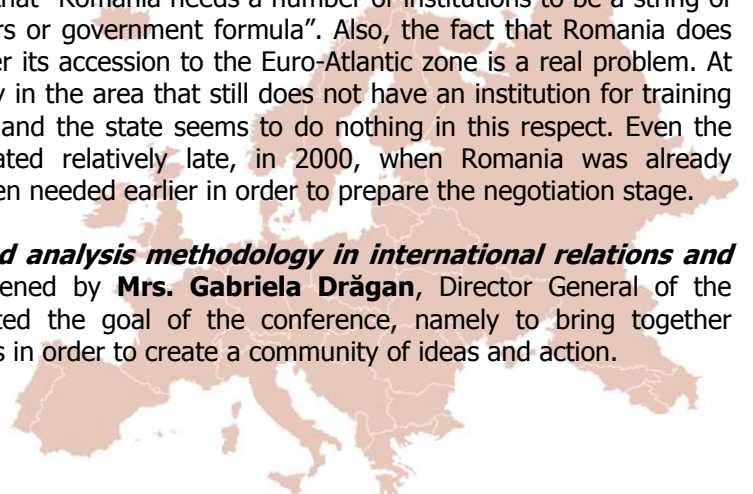 that "Romania needs a number of institutions to be a string of
rs or government formula". Also, the fact that Romania does
er its accession to the Euro-Atlantic zone is a real problem. At
y in the area that still does not have an institution for training
and the state seems to do nothing in this respect. Even the
ated relatively late, in 2000, when Romania was already
en needed earlier in order to prepare the negotiation stage.
d analysis methodology in international relations and
ened by Mrs. Gabriela Drăgan, Director General of the
ted the goal of the conference, namely to bring together
s in order to create a community of ideas and action.